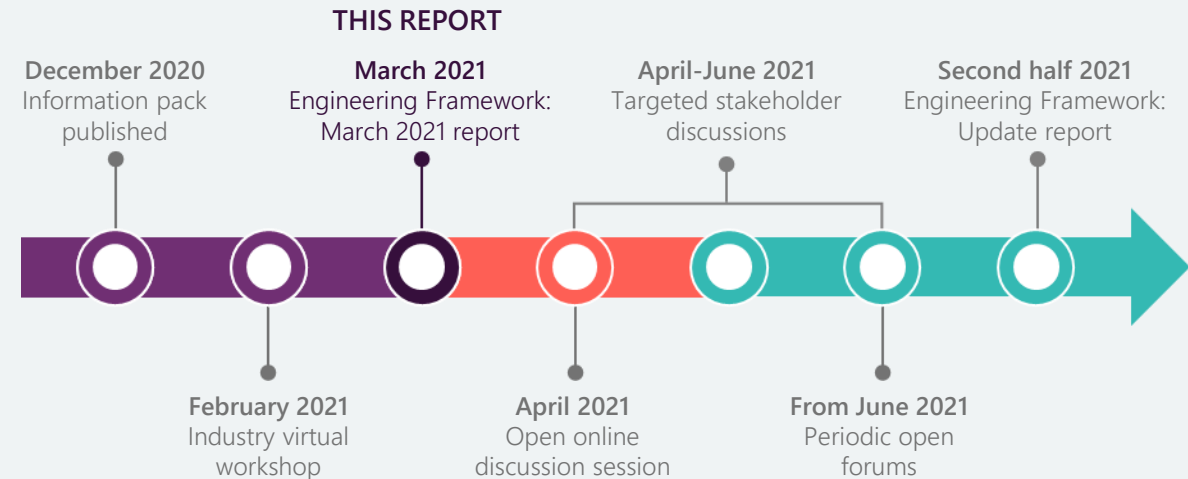 THIS REPORT
December 2020
Information pack
published
March 2021
Engineering Framework:
March 2021 report
April-June 2021
Targeted stakeholder
discussions
Second half 2021
Engineering Framework:
Update report
February 2021
Industry virtual
workshop
April 2021
Open online
discussion session
From June 2021
Periodic open
forums